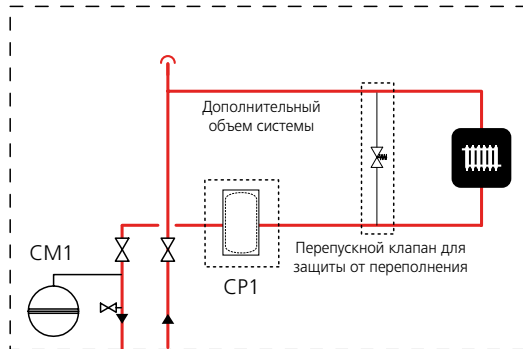 Дополнительный
объем системы
CM1
Перепускной клапан для
защиты от переполнения
CP1